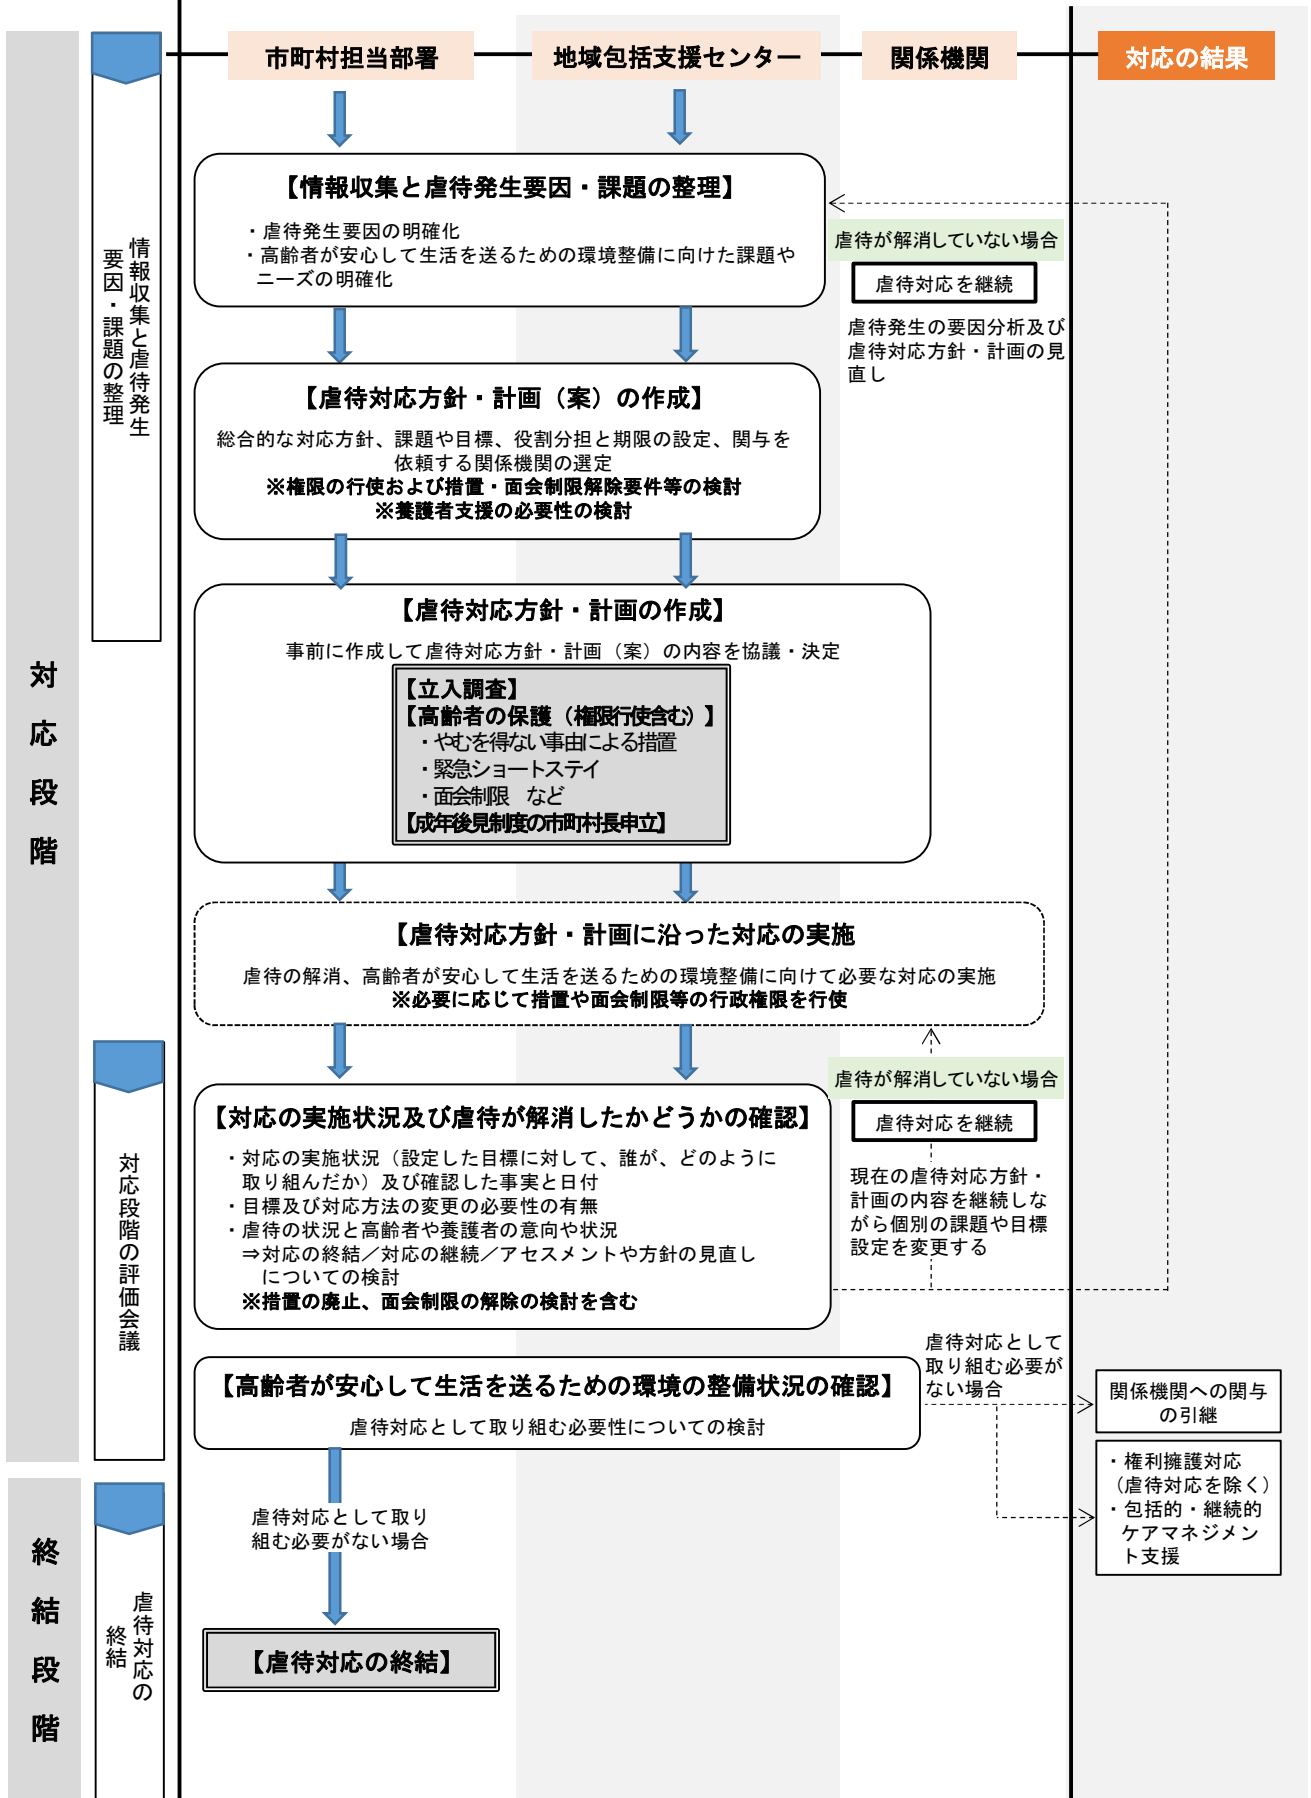 市町村担当部署
地域包括支援センター
関係機関
対応の結果
対応段階
情報収集と虐待発生
要因・課題の整理
【情報収集と虐待発生要因・課題の整理】
・虐待発生要因の明確化
・高齢者が安心して生活を送るための環境整備に向けた課題や
ニーズの明確化
虐待が解消していない場合
虐待対応を継続
虐待発生の要因分析及び
虐待対応方針・計画の見
直し
【虐待対応方針・計画（案）の作成】
総合的な対応方針、課題や目標、役割分担と期限の設定、関与を
依頼する関係機関の選定
※権限の行使および措置・面会制限解除要件等の検討
※養護者支援の必要性の検討
【虐待対応方針・計画の作成】
事前に作成して虐待対応方針・計画（案）の内容を協議・決定
【立入調査】
【高齢者の保護（権限行使含む）】
・やむを得ない事由による措置
・緊急ショートステイ
・面会制限　など
【成年後見制度の市町村長申立】
【虐待対応方針・計画に沿った対応の実施
虐待の解消、高齢者が安心して生活を送るための環境整備に向けて必要な対応の実施
※必要に応じて措置や面会制限等の行政権限を行使
対応段階の評価会議
【対応の実施状況及び虐待が解消したかどうかの確認】
・対応の実施状況（設定した目標に対して、誰が、どのように
取り組んだか）及び確認した事実と日付
・目標及び対応方法の変更の必要性の有無
・虐待の状況と高齢者や養護者の意向や状況
⇒対応の終結／対応の継続／アセスメントや方針の見直し
についての検討
※措置の廃止、面会制限の解除の検討を含む
虐待が解消していない場合
虐待対応を継続
現在の虐待対応方針・
計画の内容を継続しな
がら個別の課題や目標
設定を変更する
【高齢者が安心して生活を送るための環境の整備状況の確認】
虐待対応として取り組む必要性についての検討
虐待対応として
取り組む必要が
ない場合
関係機関への関与
の引継
・権利擁護対応
（虐待対応を除く）
・包括的・継続的
ケアマネジメン
ト支援
終結段階
虐待対応の
終結
虐待対応として取り
組む必要がない場合
【虐待対応の終結】